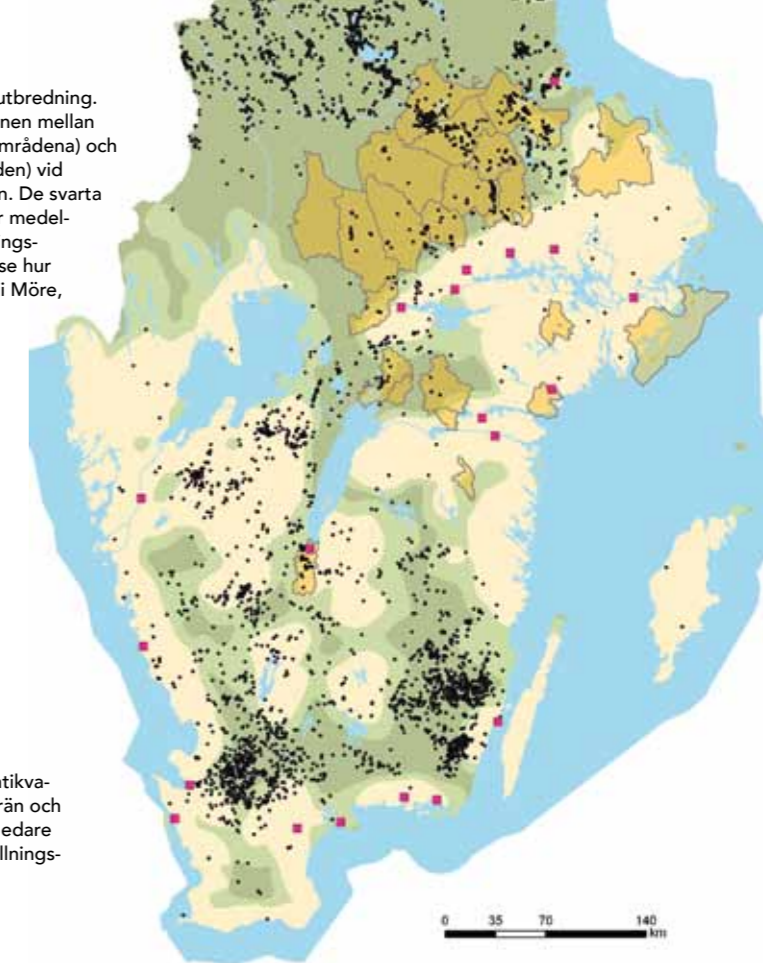 utbredning.
nen mellan
områdena) och
den) vid
n. De svarta
r medel-
ngs-
se hur
i Möre,
ntikva-
rän och
edare
llnings-
0 35 70 140
km